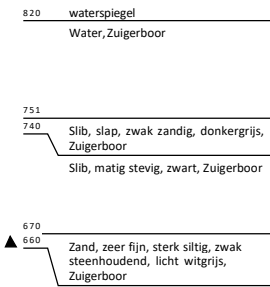 820 waterspiegel
Water, Zuigerboor
751
740 Slib, slap, zwak zandig, donkergrijs,
Zuigerboor
Slib, matig stevig, zwart, Zuigerboor
670
660 Zand, zeer fijn, sterk siltig, zwak
steenhoudend, licht witgrijs,
Zuigerboor